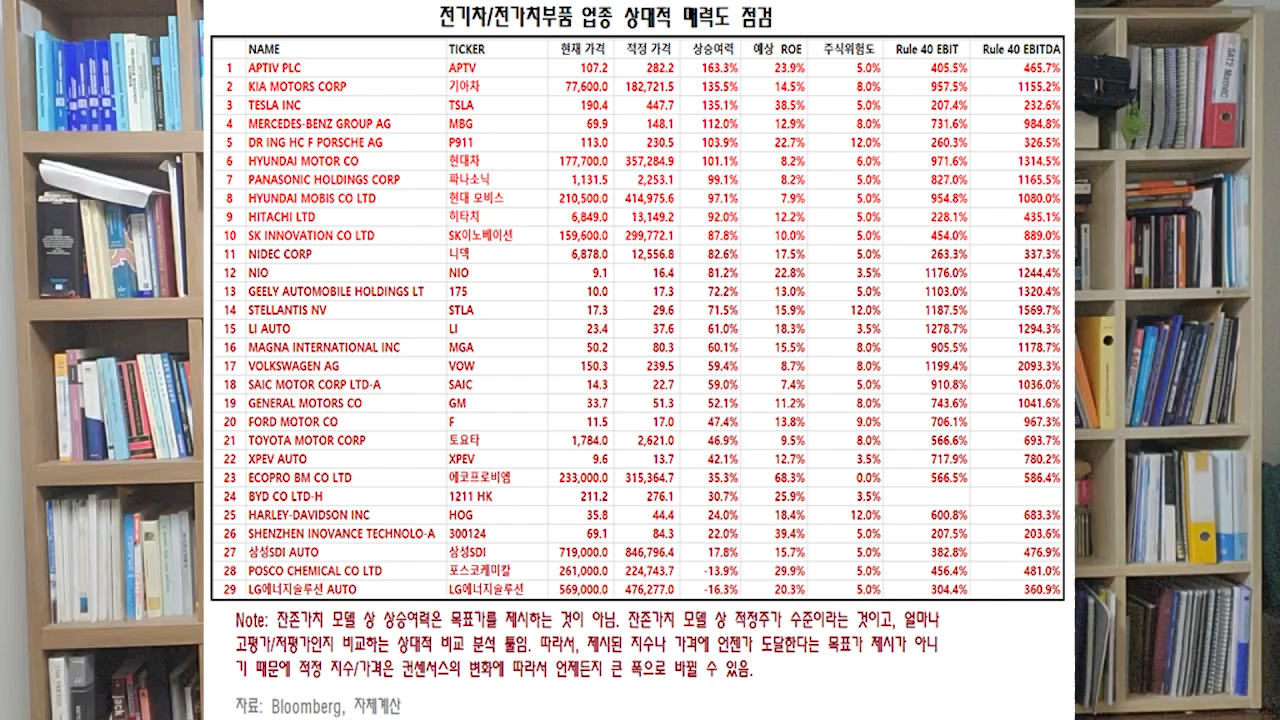 전기차/전기차부품 업종 상대적 매력도 점검
NAME TICKER 현재 가격 적정 가격 상승여력 예상 ROE 주식위험도 Rule 40 EBIT Rule 40 EBITDA
1 APTIV PLC APTV 107.2 282.2 163.3% 23.9% 5.0% 405.5% 465.7%
2 KIA MOTORS CORP 기아차 77,600.0 182,721.5 135.5% 14.5% 8.0% 957.5% 1155.2%
3 TESLA INC TSLA 190.4 447.7 135.1% 38.5% 5.0% 207.4% 232.6%
4 MERCEDES-BENZ GROUP AG MBG 69.9 148.1 112.0% 12.9% 8.0% 731.6% 984.8%
5 DR ING HC F PORSCHE AG P911 113.0 230.5 103.9% 22.7% 12.0% 260.3% 326.5%
6 HYUNDAI MOTOR CO 현대차 177,700.0 357,284.9 101.1% 8.2% 6.0% 971.6% 1314.5%
7 PANASONIC HOLDINGS CORP 파나소닉 1,131.5 2,253.1 99.1% 8.2% 5.0% 827.0% 1165.5%
8 HYUNDAI MOBIS CO LTD 현대 모비스 210,500.0 414,975.6 97.1% 7.9% 5.0% 954.8% 1080.0%
9 HITACHI LTD 히타치 6,849.0 13,149.2 92.0% 12.2% 5.0% 228.1% 435.1%
10 SK INNOVATION CO LTD SK이노베이션 159,600.0 299,772.1 87.8% 10.0% 5.0% 454.0% 889.0%
11 NIDEC CORP 니덱 6,878.0 12,556.8 82.6% 17.5% 5.0% 263.3% 337.3%
12 NIO NIO 9.1 16.4 81.2% 22.8% 3.5% 1176.0% 1244.4%
13 GEELY AUTOMOBILE HOLDINGS LT 175 10.0 17.3 72.2% 13.0% 5.0% 1103.0% 1320.4%
14 STELLANTIS NV STLA 17.3 29.6 71.5% 15.9% 12.0% 1187.5% 1569.7%
15 LI AUTO LI 23.4 37.6 61.0% 18.3% 3.5% 1278.7% 1294.3%
16 MAGNA INTERNATIONAL INC MGA 50.2 80.3 60.1% 15.5% 8.0% 905.5% 1178.7%
17 VOLKSWAGEN AG VOW 150.3 239.5 59.4% 8.7% 8.0% 1199.4% 2093.3%
18 SAIC MOTOR CORP LTD-A SAIC 14.3 22.7 59.0% 7.4% 5.0% 910.8% 1036.0%
19 GENERAL MOTORS CO GM 33.7 51.3 52.1% 11.2% 8.0% 743.6% 1041.6%
20 FORD MOTOR CO F 11.5 17.0 47.4% 13.8% 9.0% 706.1% 967.3%
21 TOYOTA MOTOR CORP 토요타 1,784.0 2,621.0 46.9% 9.5% 8.0% 566.6% 693.7%
22 XPEV AUTO XPEV 9.6 13.7 42.1% 12.7% 3.5% 717.9% 780.2%
23 ECOPRO BM CO LTD 에코프로비엠 233,000.0 315,364.7 35.3% 68.3% 0.0% 566.5% 586.4%
24 BYD CO LTD-H 1211 HK 211.2 276.1 30.7% 25.9% 3.5%
25 HARLEY-DAVIDSON INC HOG 35.8 44.4 24.0% 18.4% 12.0% 600.8% 683.3%
26 SHENZHEN INOVANCE TECHNOLO-A 300124 69.1 84.3 22.0% 39.4% 5.0% 207.5% 203.6%
27 삼성SDI AUTO 삼성SDI 719,000.0 846,796.4 17.8% 15.7% 5.0% 382.8% 476.9%
28 POSCO CHEMICAL CO LTD 포스코케미칼 261,000.0 224,743.7 -13.9% 29.9% 5.0% 456.4% 481.0%
29 LG에너지솔루션 AUTO LG에너지솔루션 569,000.0 476,277.0 -16.3% 20.3% 5.0% 304.4% 360.9%
Note: 잔존가치 모델 상 상승여력은 목표가를 제시하는 것이 아님. 잔존가치 모델 상 적정주가 수준이라는 것이고, 얼마나
고평가/저평가인지 비교하는 상대적 비교 분석 툴임. 따라서, 제시된 지수나 가격에 언젠가 도달한다는 목표가 제시가 아니
기 때문에 적정 지수/가격은 컨센서스의 변화에 따라서 언제든지 큰 폭으로 바뀔 수 있음.
자료: Bloomberg, 자체계산